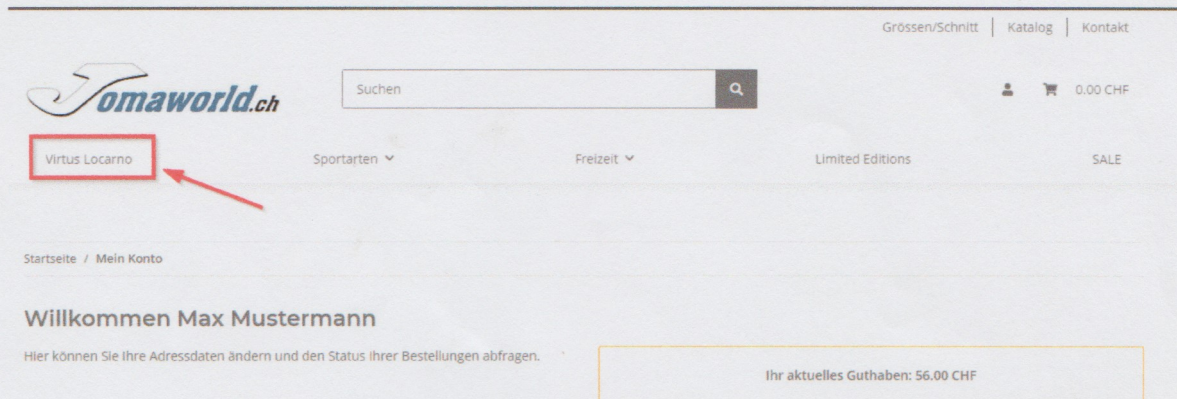 Grössen/Schnitt | Katalog | Kontakt
Jomaworld.ch
Suchen
0.00 CHF
Virtus Locarno
Sportarten
Freizeit
Limited Editions
SALE
Startseite / Mein Konto
Willkommen Max Mustermann
Hier können Sie Ihre Adressdaten ändern und den Status Ihrer Bestellungen abfragen.
Ihr aktuelles Guthaben: 56.00 CHF